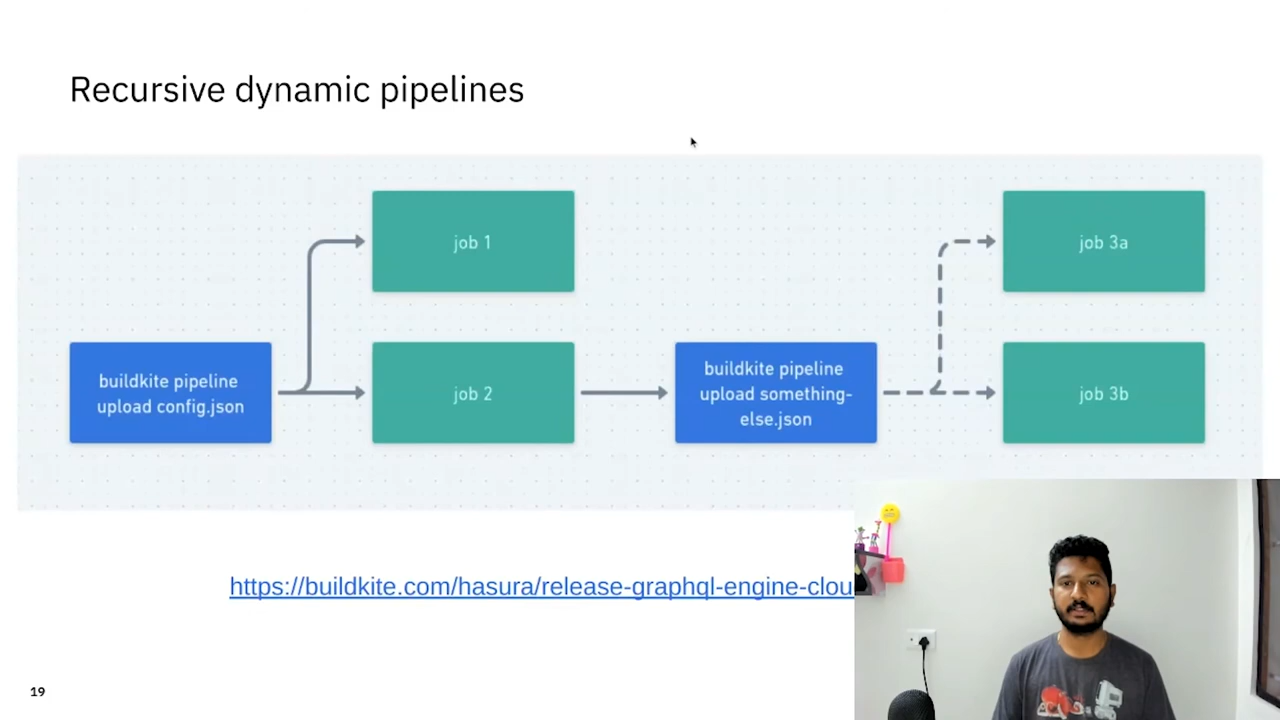 Recursive dynamic pipelines
job 1
job 3a
buildkite pipeline
upload config.json
job 2
buildkite pipeline
upload something-
else.json
job 3b
https://buildkite.com/hasura/release-graphql-engine-clou
19